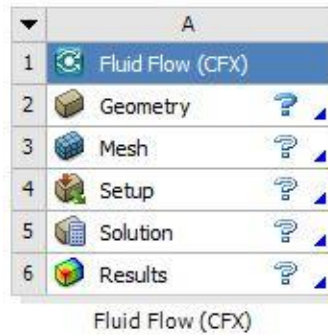 A
1 Fluid Flow (CFX)
2 Geometry ?
3 Mesh ?
4 Setup ?
5 Solution ?
6 Results ?
Fluid Flow (CFX)